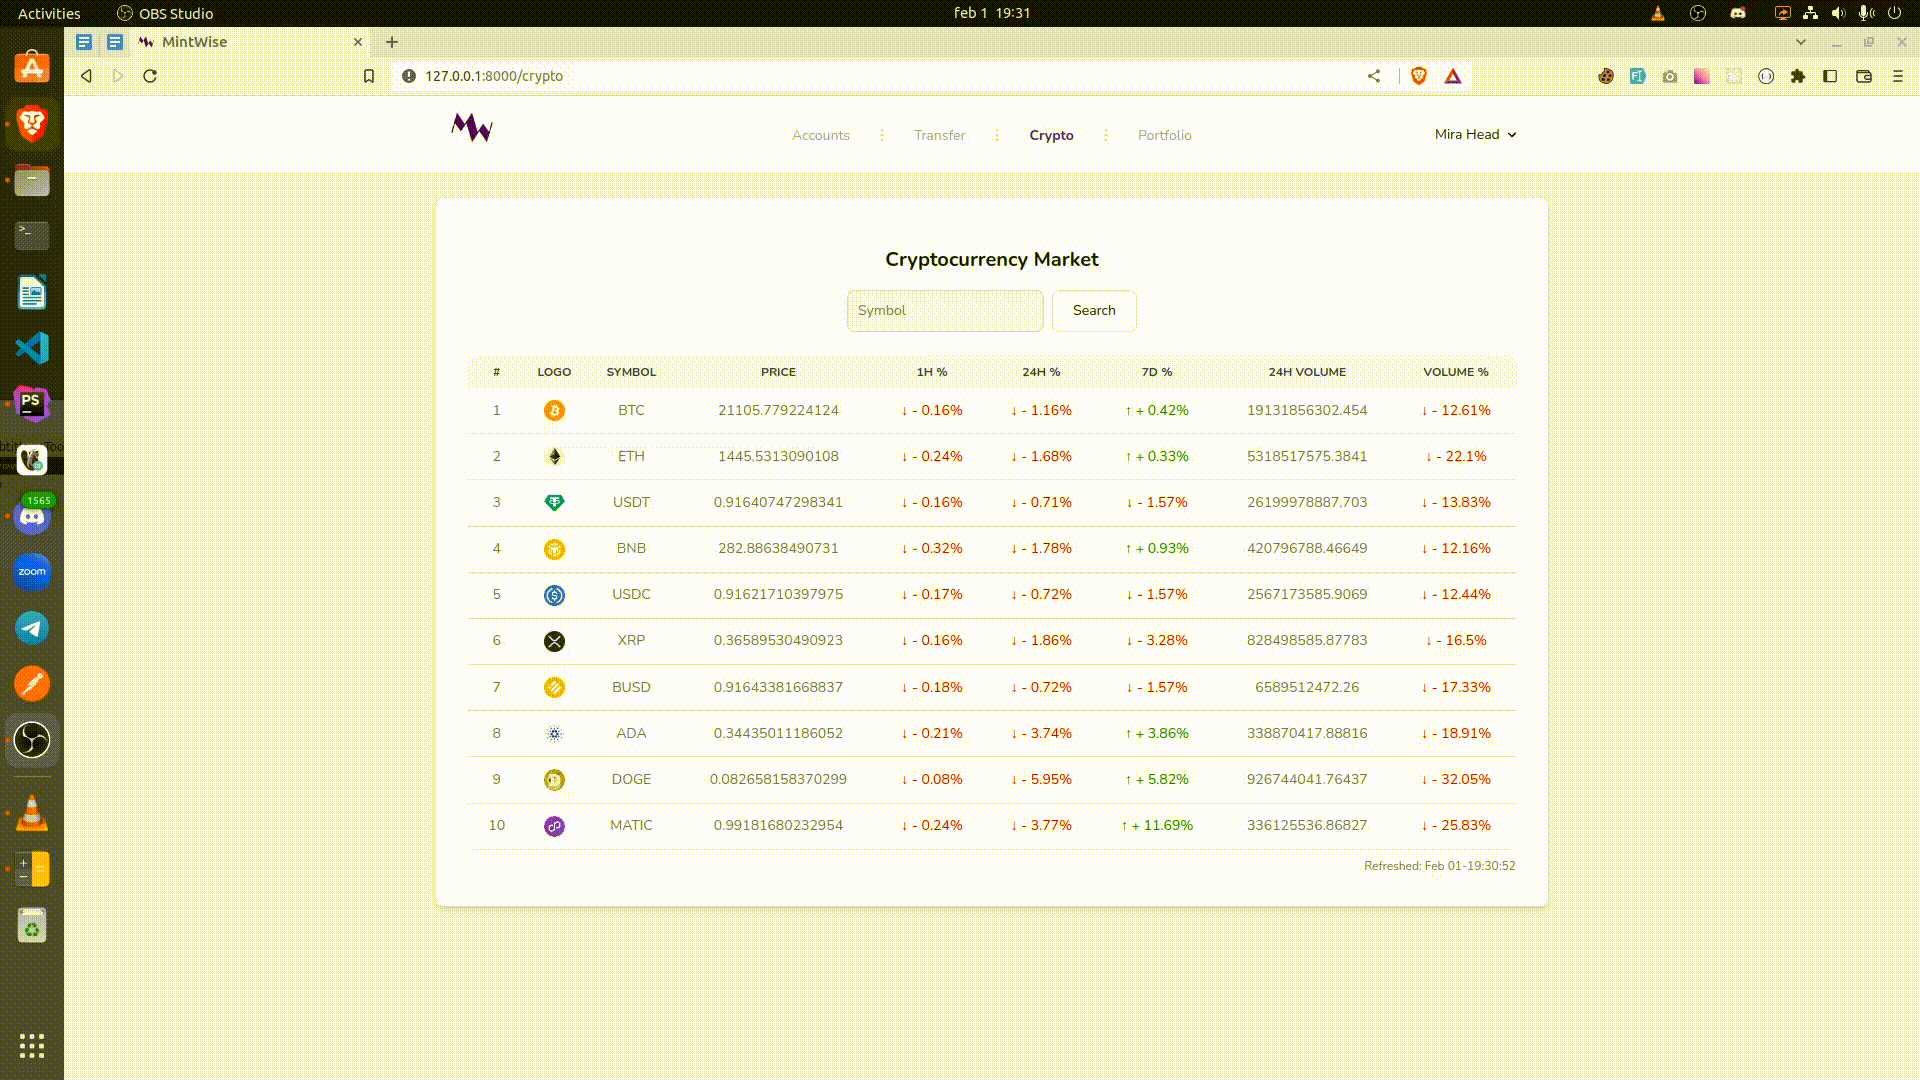 Activities OBS Studio feb 1 19:31
MintWise
127.0.0.1:8000/crypto
Accounts Transfer Crypto Portfolio Mira Head
Cryptocurrency Market
Symbol Search
# LOGO SYMBOL PRICE 1H % 24H % 7D % 24H VOLUME VOLUME %
1 BTC 21105.779224124 ↓ - 0.16% ↓ - 1.16% ↑ + 0.42% 19131856302.454 ↓ - 12.61%
2 ETH 1445.5313090108 ↓ - 0.24% ↓ - 1.68% ↑ + 0.33% 5318517575.3841 ↓ - 22.1%
3 USDT 0.91640747298341 ↓ - 0.16% ↓ - 0.71% ↓ - 1.57% 26199978887.703 ↓ - 13.83%
4 BNB 282.88638490731 ↓ - 0.32% ↓ - 1.78% ↑ + 0.93% 420796788.46649 ↓ - 12.16%
5 USDC 0.91621710397975 ↓ - 0.17% ↓ - 0.72% ↓ - 1.57% 2567173585.9069 ↓ - 12.44%
6 XRP 0.36589530490923 ↓ - 0.16% ↓ - 1.86% ↓ - 3.28% 828498585.87783 ↓ - 16.5%
7 BUSD 0.91643381668837 ↓ - 0.18% ↓ - 0.72% ↓ - 1.57% 6589512472.26 ↓ - 17.33%
8 ADA 0.34435011186052 ↓ - 0.21% ↓ - 3.74% ↑ + 3.86% 338870417.88816 ↓ - 18.91%
9 DOGE 0.082658158370299 ↓ - 0.08% ↓ - 5.95% ↑ + 5.82% 926744041.76437 ↓ - 32.05%
10 MATIC 0.99181680232954 ↓ - 0.24% ↓ - 3.77% ↑ + 11.69% 336125536.86827 ↓ - 25.83%
Refreshed: Feb 01-19:30:52
PS
1565
zoom